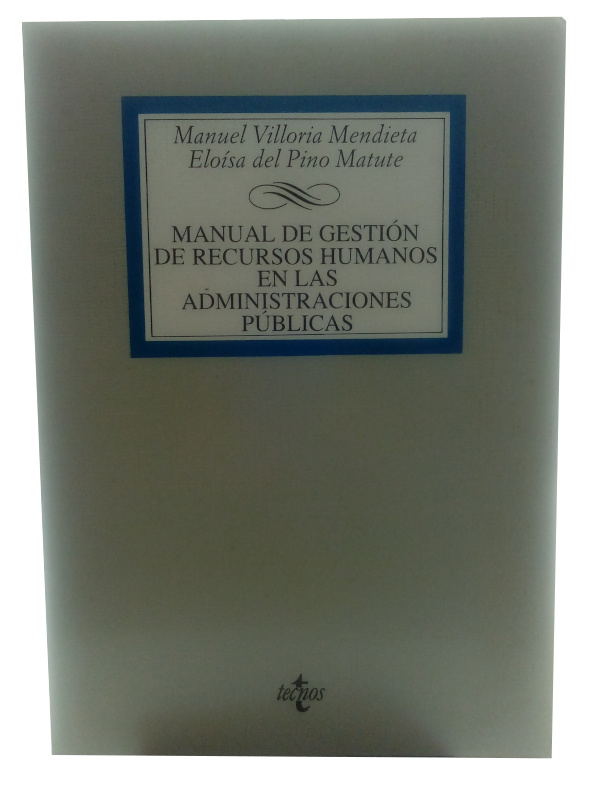 Manuel Villoria Mendieta
Eloísa del Pino Matute
MANUAL DE GESTIÓN
DE RECURSOS HUMANOS
EN LAS
ADMINISTRACIONES
PÚBLICAS
tecnos